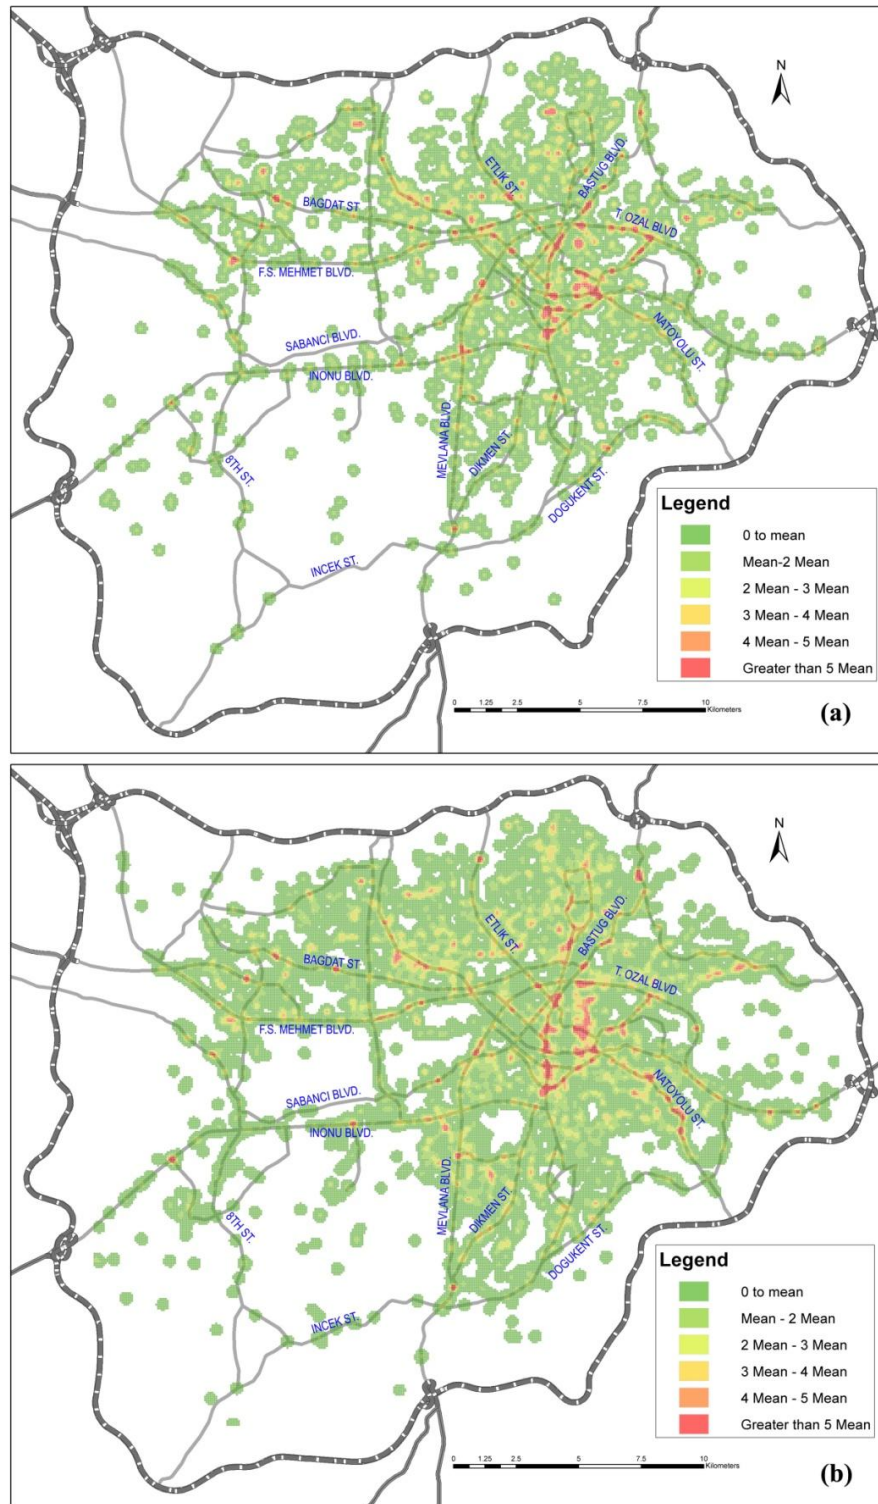 N
ETLIK ST.
BASTUG BLVD.
BAGDAT ST
T. OZAL BLVD
F.S. MEHMET BLVD.
SABANCI BLVD.
NATOYOLU ST.
INONU BLVD.
MEVLANA BLVD
DIKMEN ST.
8TH ST.
DOGUKENT ST.
INCEK ST.
Legend
0 to mean
Mean-2 Mean
2 Mean - 3 Mean
3 Mean - 4 Mean
4 Mean - 5 Mean
Greater than 5 Mean
0 1.25 2.5 5 7.5 10
Kilometers
(a)
N
ETLIK ST.
BASTUG BLVD.
BAGDAT ST
T. OZAL BLVD
F.S. MEHMET BLVD.
SABANCI BLVD.
NATOYOLU ST.
INONU BLVD.
MEVLANA BLVD.
DIKMEN ST.
8TH ST.
DOGUKENT ST.
INCEK ST.
Legend
0 to mean
Mean - 2 Mean
2 Mean - 3 Mean
3 Mean - 4 Mean
4 Mean - 5 Mean
Greater than 5 Mean
0 1.25 2.5 5 7.5 10
Kilometers
(b)